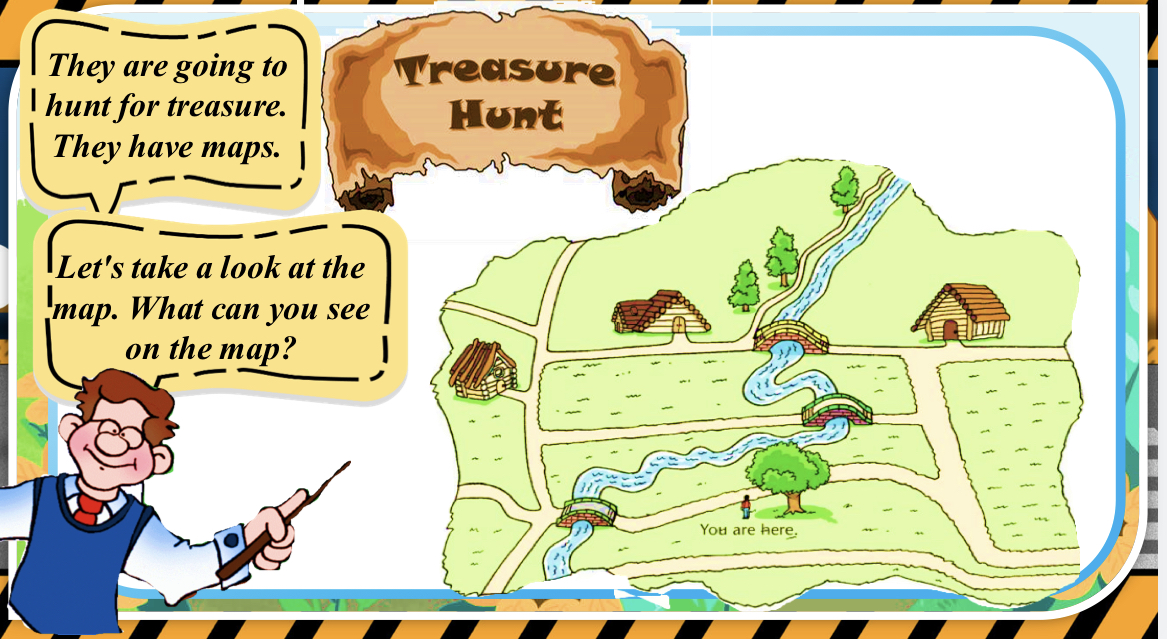 They are going to
hunt for treasure.
They have maps.
Treasure
Hunt
Let's take a look at the
map. What can you see
on the map?
You are here.